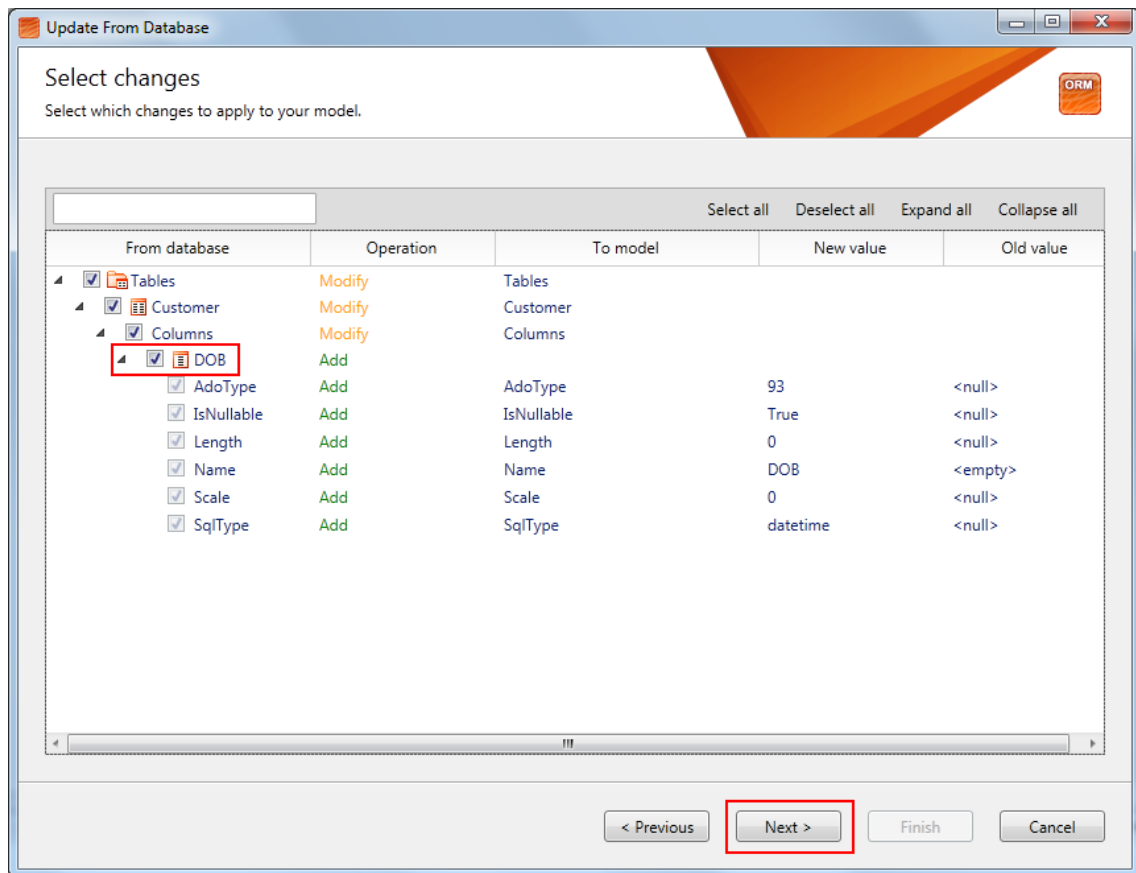 Update From Database
Select changes
Select which changes to apply to your model.
ORM
Select all Deselect all Expand all Collapse all
From database Operation To model New value Old value
Tables Modify Tables
Customer Modify Customer
Columns Modify Columns
DOB Add
AdoType Add AdoType 93 <null>
IsNullable Add IsNullable True <null>
Length Add Length 0 <null>
Name Add Name DOB <empty>
Scale Add Scale 0 <null>
SqlType Add SqlType datetime <null>
< Previous Next > Finish Cancel